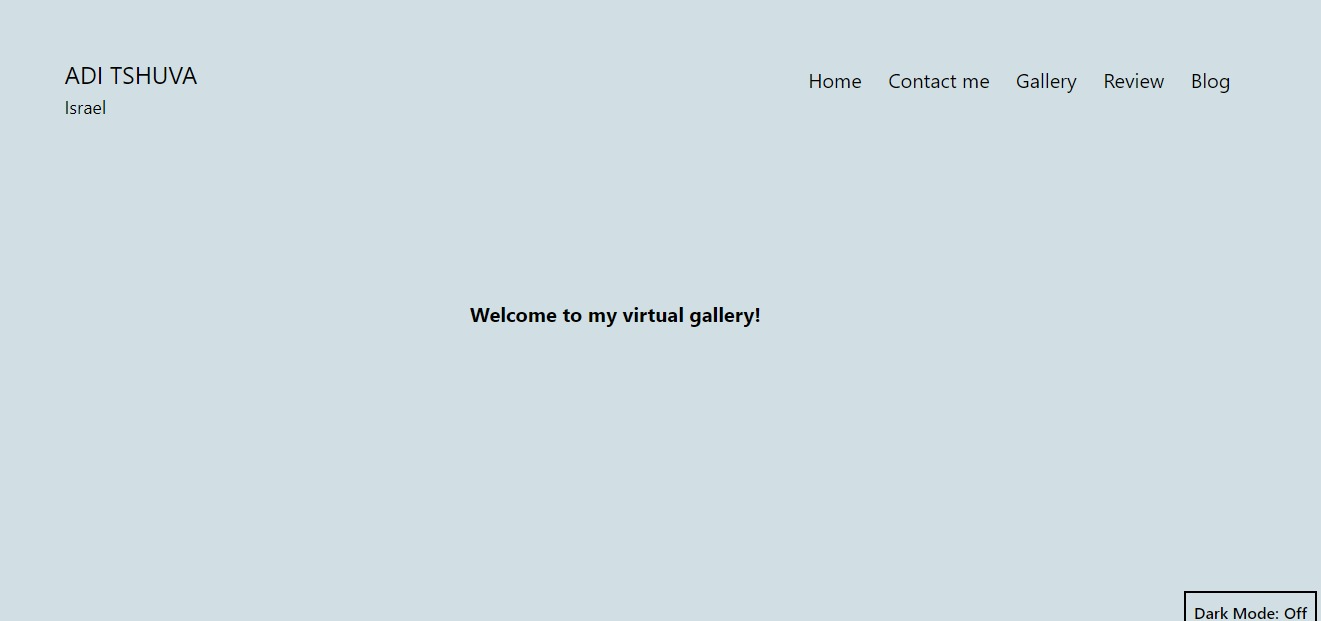 ADI TSHUVA
Israel
Home Contact me Gallery Review Blog
Welcome to my virtual gallery!
Dark Mode: Off